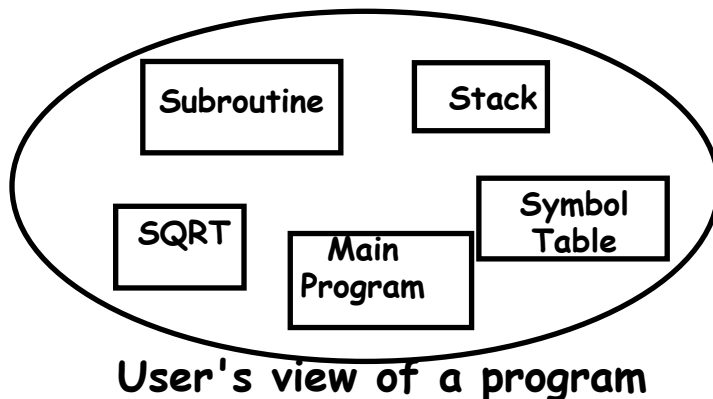 Subroutine
Stack
SQRT
Symbol
Table
Main
Program
User's view of a program